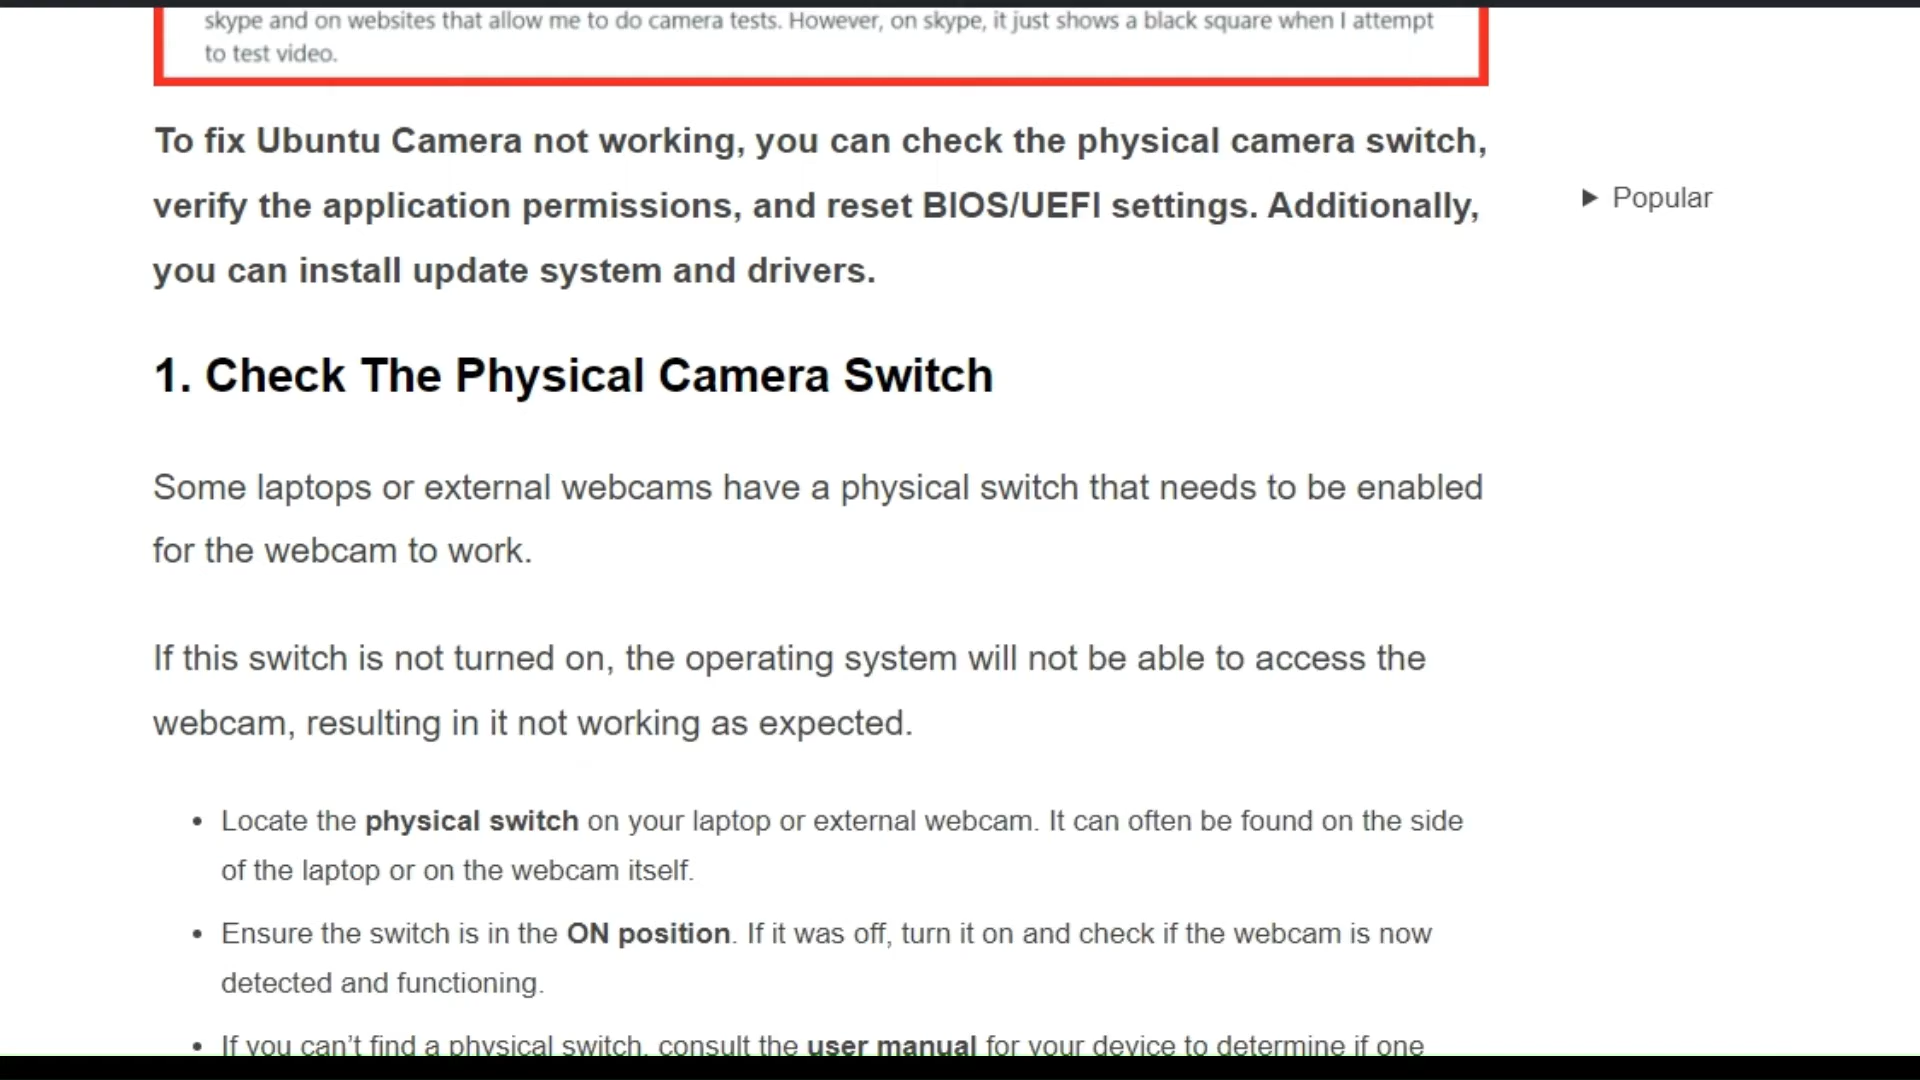 skype and on websites that allow me to do camera tests. However, on skype, it just shows a black square when I attempt
to test video.
To fix Ubuntu Camera not working, you can check the physical camera switch,
verify the application permissions, and reset BIOS/UEFI settings. Additionally,
you can install update system and drivers.
▶ Popular
1. Check The Physical Camera Switch
Some laptops or external webcams have a physical switch that needs to be enabled
for the webcam to work.
If this switch is not turned on, the operating system will not be able to access the
webcam, resulting in it not working as expected.
• Locate the physical switch on your laptop or external webcam. It can often be found on the side
of the laptop or on the webcam itself.
• Ensure the switch is in the ON position. If it was off, turn it on and check if the webcam is now
detected and functioning.
• If you can’t find a physical switch, consult the user manual for your device to determine if one